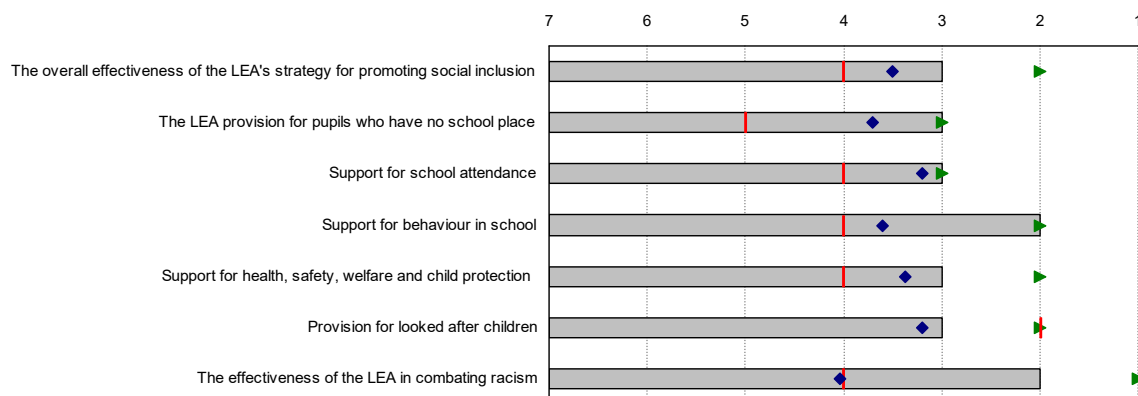 7 6 5 4 3 2 1
The overall effectiveness of the LEA's strategy for promoting social inclusion
The LEA provision for pupils who have no school place
Support for school attendance
Support for behaviour in school
Support for health, safety, welfare and child protection
Provision for looked after children
The effectiveness of the LEA in combating racism